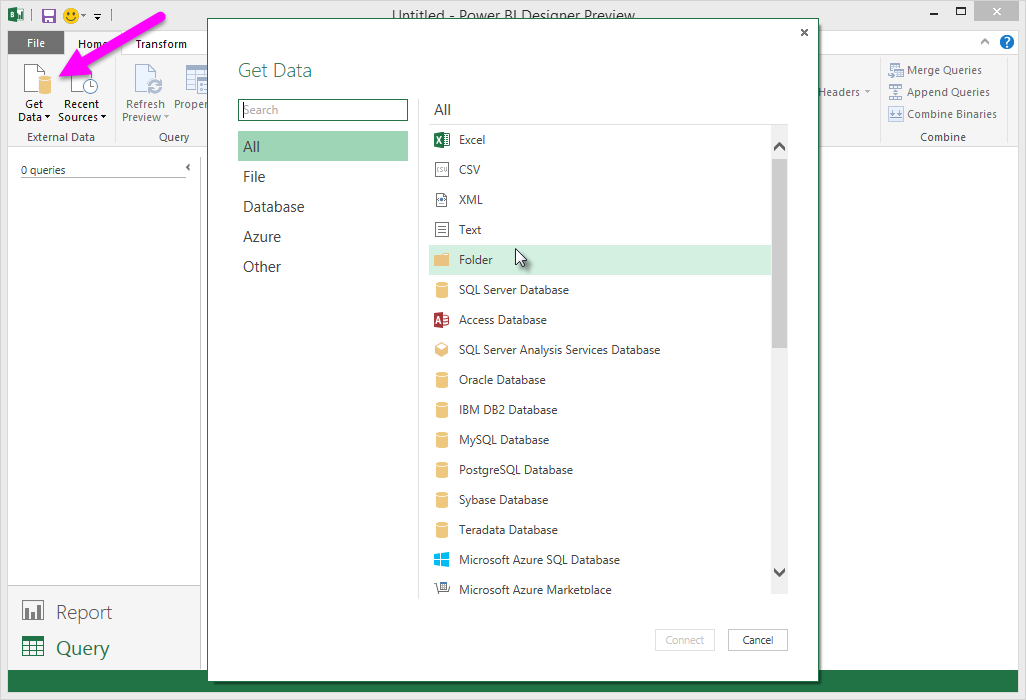 Untitled - Power BI Designer Preview
File
Home
Transform
Get Data
Recent Sources
Refresh Preview
External Data
Query
Headers
Merge Queries
Append Queries
Combine Binaries
Combine
0 queries
Get Data
Search
All
File
Database
Azure
Other
All
Excel
CSV
XML
Text
Folder
SQL Server Database
Access Database
SQL Server Analysis Services Database
Oracle Database
IBM DB2 Database
MySQL Database
PostgreSQL Database
Sybase Database
Teradata Database
Microsoft Azure SQL Database
Microsoft Azure Marketplace
Connect
Cancel
Report
Query